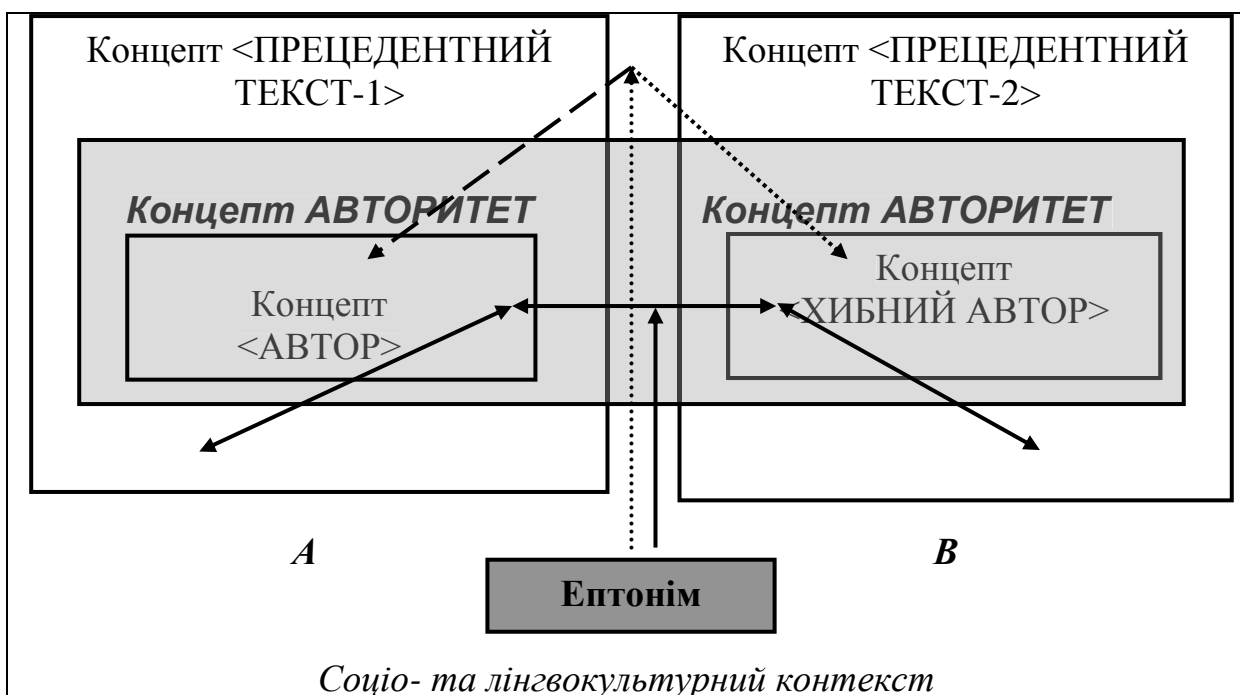 Концепт <ПРЕЦЕДЕНТНИЙ
ТЕКСТ-1>
Концепт <ПРЕЦЕДЕНТНИЙ
ТЕКСТ-2>
Концепт АВТОРИТЕТ
Концепт АВТОРИТЕТ
Концепт
<АВТОР>
Концепт
<ХИБНИЙ АВТОР>
А
В
Ептонім
Соціо- та лінгвокультурний контекст